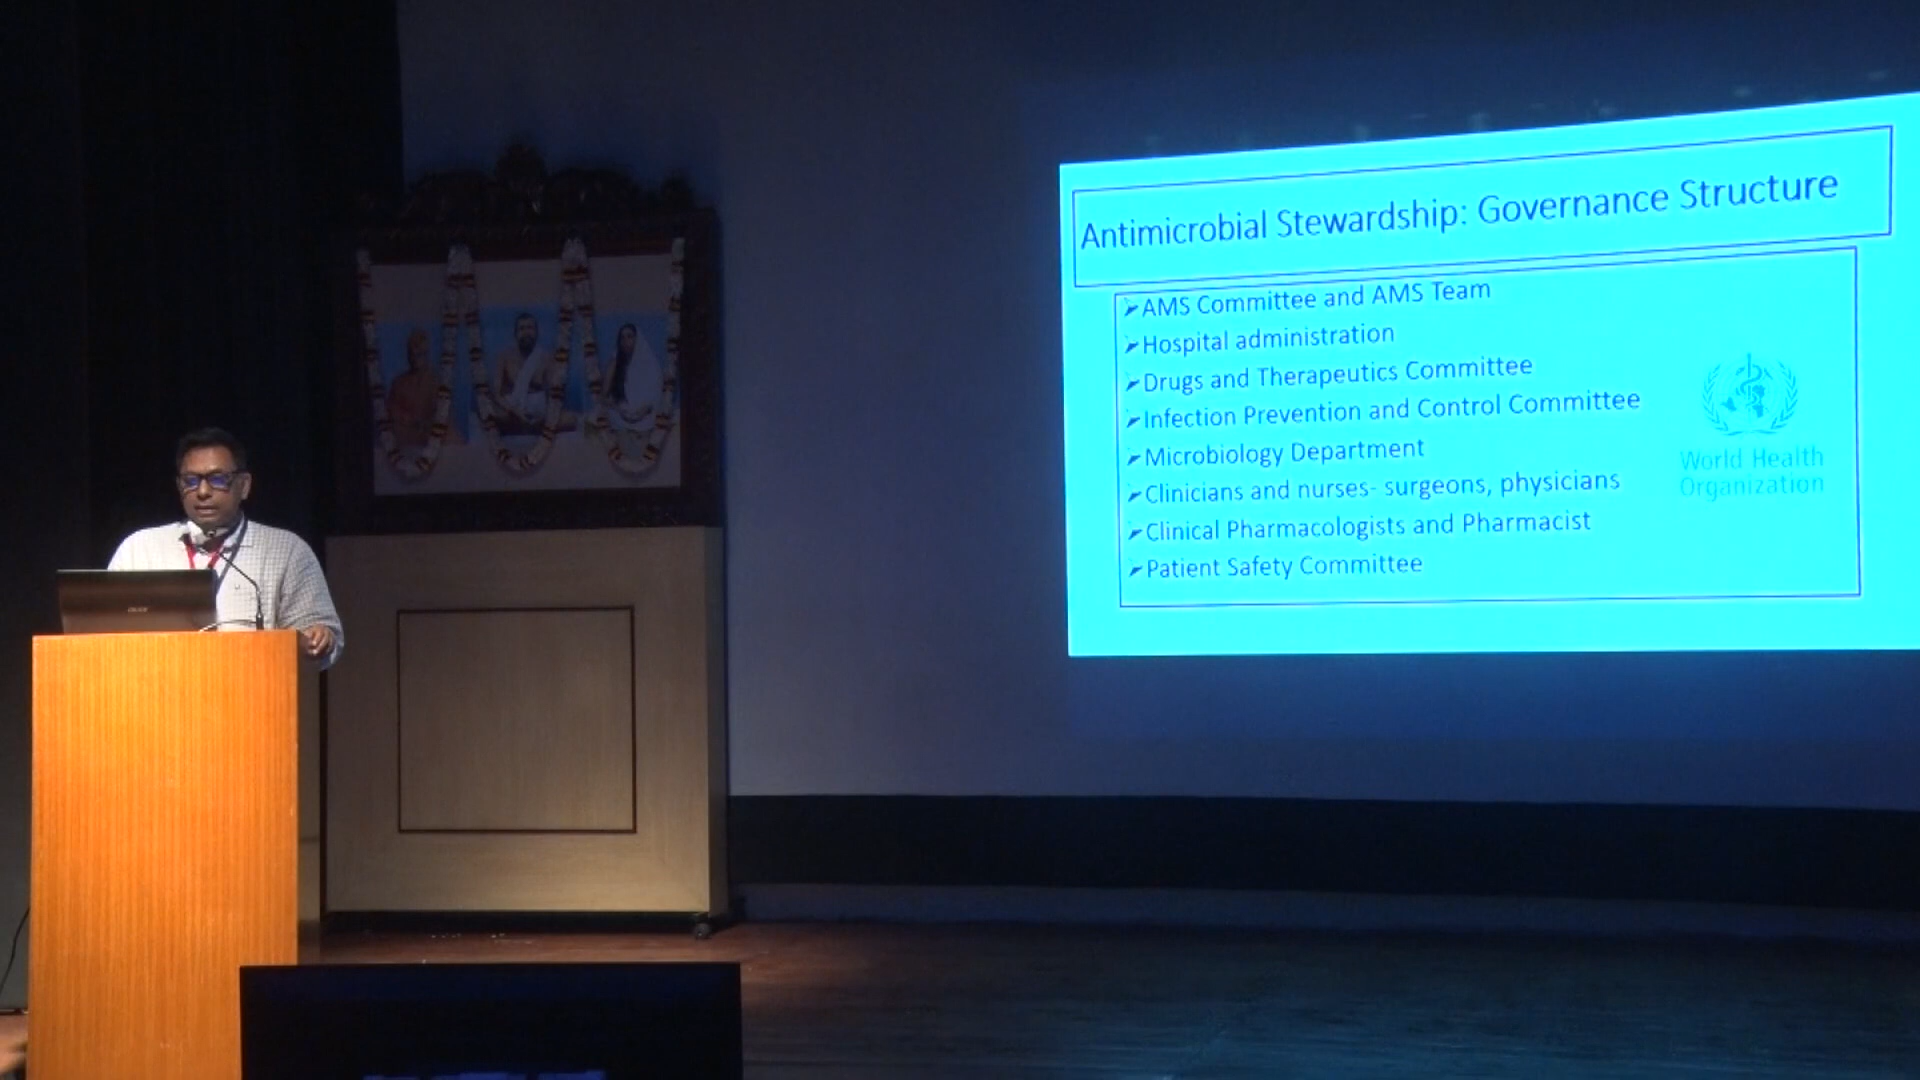 Antimicrobial Stewardship: Governance Structure
➢AMS Committee and AMS Team
➢Hospital administration
➢Drugs and Therapeutics Committee
➢Infection Prevention and Control Committee
➢Microbiology Department
➢Clinicians and nurses- surgeons, physicians
➢Clinical Pharmacologists and Pharmacist
➢Patient Safety Committee
World Health
Organization